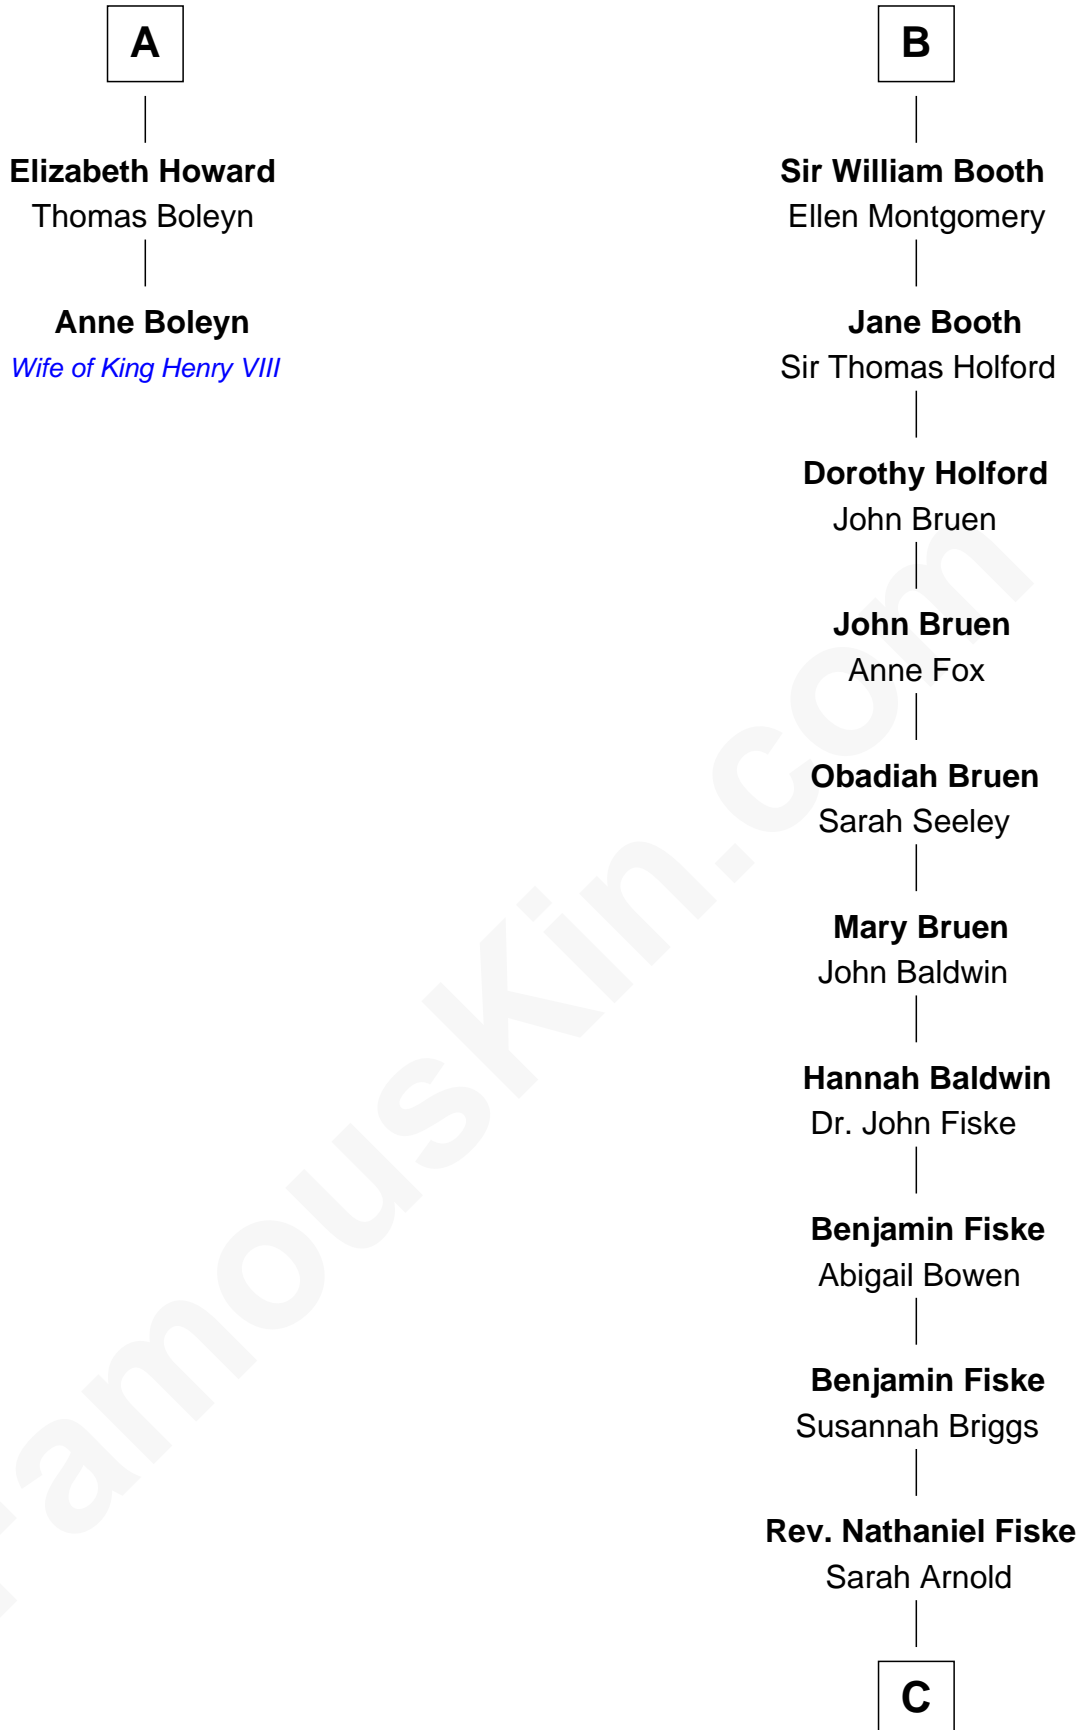 A
Elizabeth Howard
Thomas Boleyn
Anne Boleyn
Wife of King Henry VIII
B
Sir William Booth
Ellen Montgomery
Jane Booth
Sir Thomas Holford
Dorothy Holford
John Bruen
John Bruen
Anne Fox
Obadiah Bruen
Sarah Seeley
Mary Bruen
John Baldwin
Hannah Baldwin
Dr. John Fiske
Benjamin Fiske
Abigail Bowen
Benjamin Fiske
Susannah Briggs
Rev. Nathaniel Fiske
Sarah Arnold
C
FamousKin.com